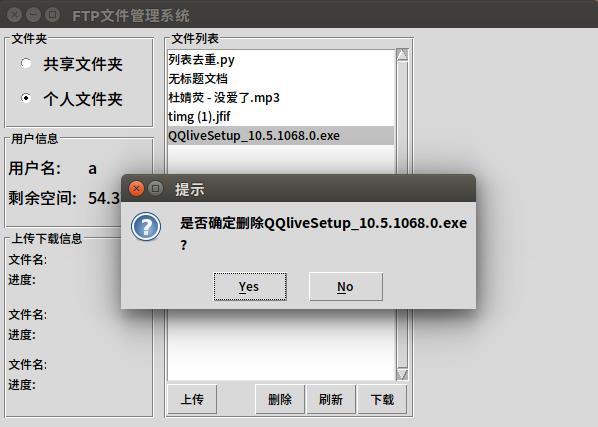 FTP文件管理系统
文件夹
共享文件夹
个人文件夹
用户信息
用户名: a
剩余空间: 54.3
上传下载信息
文件名:
进度:
文件名:
进度:
文件名:
进度:
文件列表
列表去重.py
无标题文档
杜婧荧 - 没爱了.mp3
timg (1).jfif
QQliveSetup_10.5.1068.0.exe
提示
是否确定删除QQliveSetup_10.5.1068.0.exe
?
Yes No
上传 删除 刷新 下载